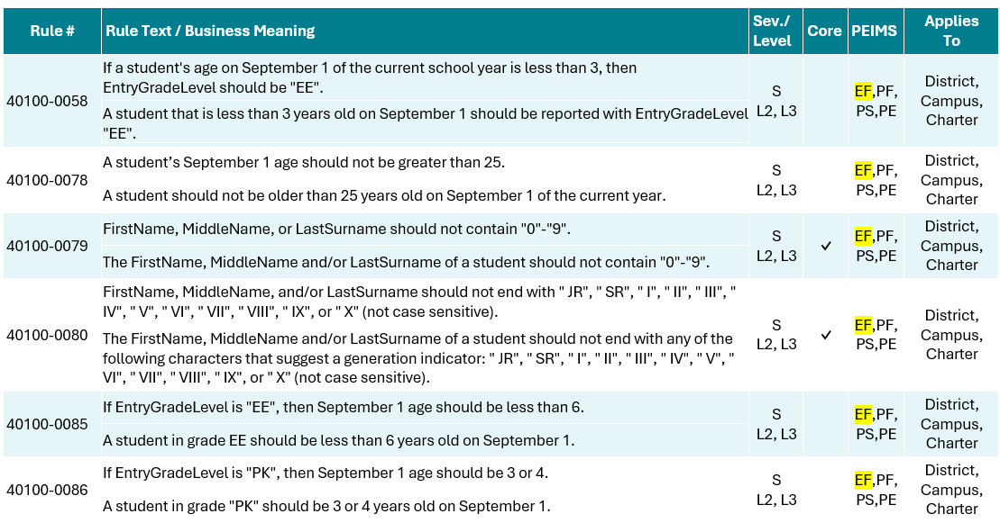 Rule # Rule Text / Business Meaning Sev./ Level Core PEIMS Applies To
40100-0058
If a student's age on September 1 of the current school year is less than 3, then
EntryGradeLevel should be "EE".
A student that is less than 3 years old on September 1 should be reported with EntryGradeLevel
"EE".
S
L2, L3
EF,PF,
PS,PE
District,
Campus,
Charter
40100-0078
A student’s September 1 age should not be greater than 25.
A student should not be older than 25 years old on September 1 of the current year.
S
L2, L3
EF,PF,
PS,PE
District,
Campus,
Charter
40100-0079
FirstName, MiddleName, or LastSurname should not contain "0"-"9".
The FirstName, MiddleName and/or LastSurname of a student should not contain "0"-"9".
S
L2, L3
✓
EF,PF,
PS,PE
District,
Campus,
Charter
40100-0080
FirstName, MiddleName, and/or LastSurname should not end with " JR", " SR", " I", " II", " III", "
IV", " V", " VI", " VII", " VIII", " IX", or " X" (not case sensitive).
The FirstName, MiddleName and/or LastSurname of a student should not end with any of the
following characters that suggest a generation indicator: " JR", " SR", " I", " II", " III", " IV", " V", "
VI", " VII", " VIII", " IX", or " X" (not case sensitive).
S
L2, L3
✓
EF,PF,
PS,PE
District,
Campus,
Charter
40100-0085
If EntryGradeLevel is "EE", then September 1 age should be less than 6.
A student in grade EE should be less than 6 years old on September 1.
S
L2, L3
EF,PF,
PS,PE
District,
Campus,
Charter
40100-0086
If EntryGradeLevel is "PK", then September 1 age should be 3 or 4.
A student in grade "PK" should be 3 or 4 years old on September 1.
S
L2, L3
EF,PF,
PS,PE
District,
Campus,
Charter